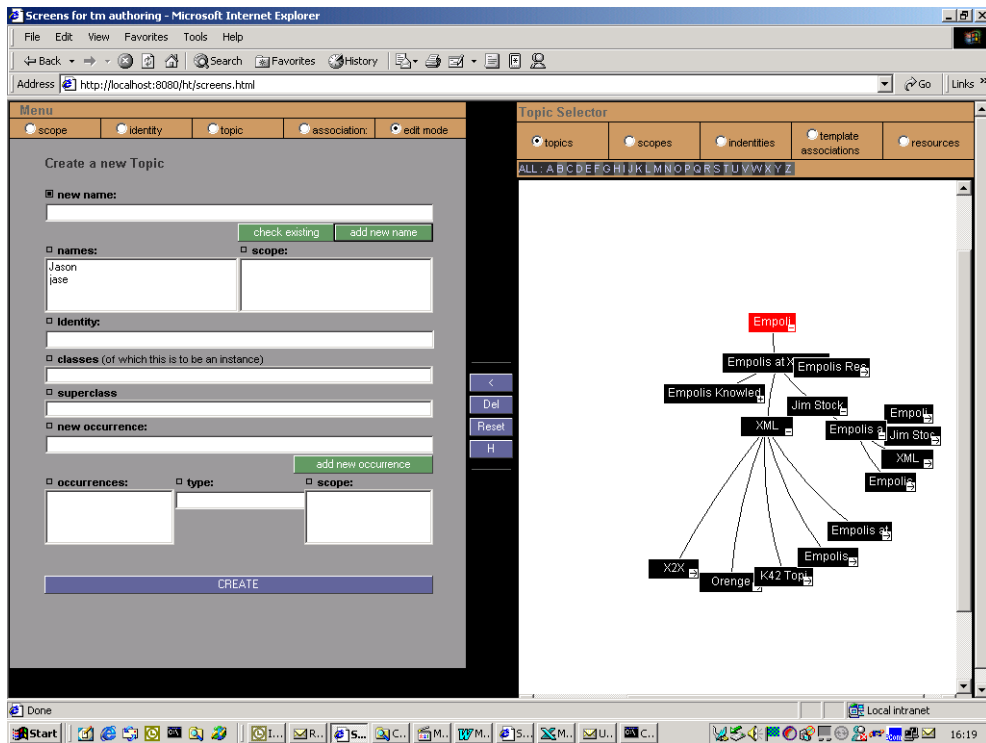 Screens for tm authoring - Microsoft Internet Explorer
File Edit View Favorites Tools Help
Back Search Favorites History
Address http://localhost:8080/ht/screens.html Go Links »
Menu
scope identity topic association: edit mode
Create a new Topic
new name:
check existing add new name
names: scope:
Jason
jase
Identity:
classes (of which this is to be an instance)
superclass
new occurrence:
add new occurrence
occurrences: type: scope:
CREATE
<
Del
Reset
H
Topic Selector
topics scopes indentities template associations resources
ALL : A B C D E F G H I J K L M N O P Q R S T U V W X Y Z
Empoli
Empolis at X
Empolis Res
Empolis Knowled
Jim Stock
Empoli
XML
Empolis a
Jim Stoc
XML
Empolis
Empolis at
Empolis
X2X
Orenge
K42 Topi
Done Local intranet
Start I... R... S... C... M... M... S... M... U... C... 16:19